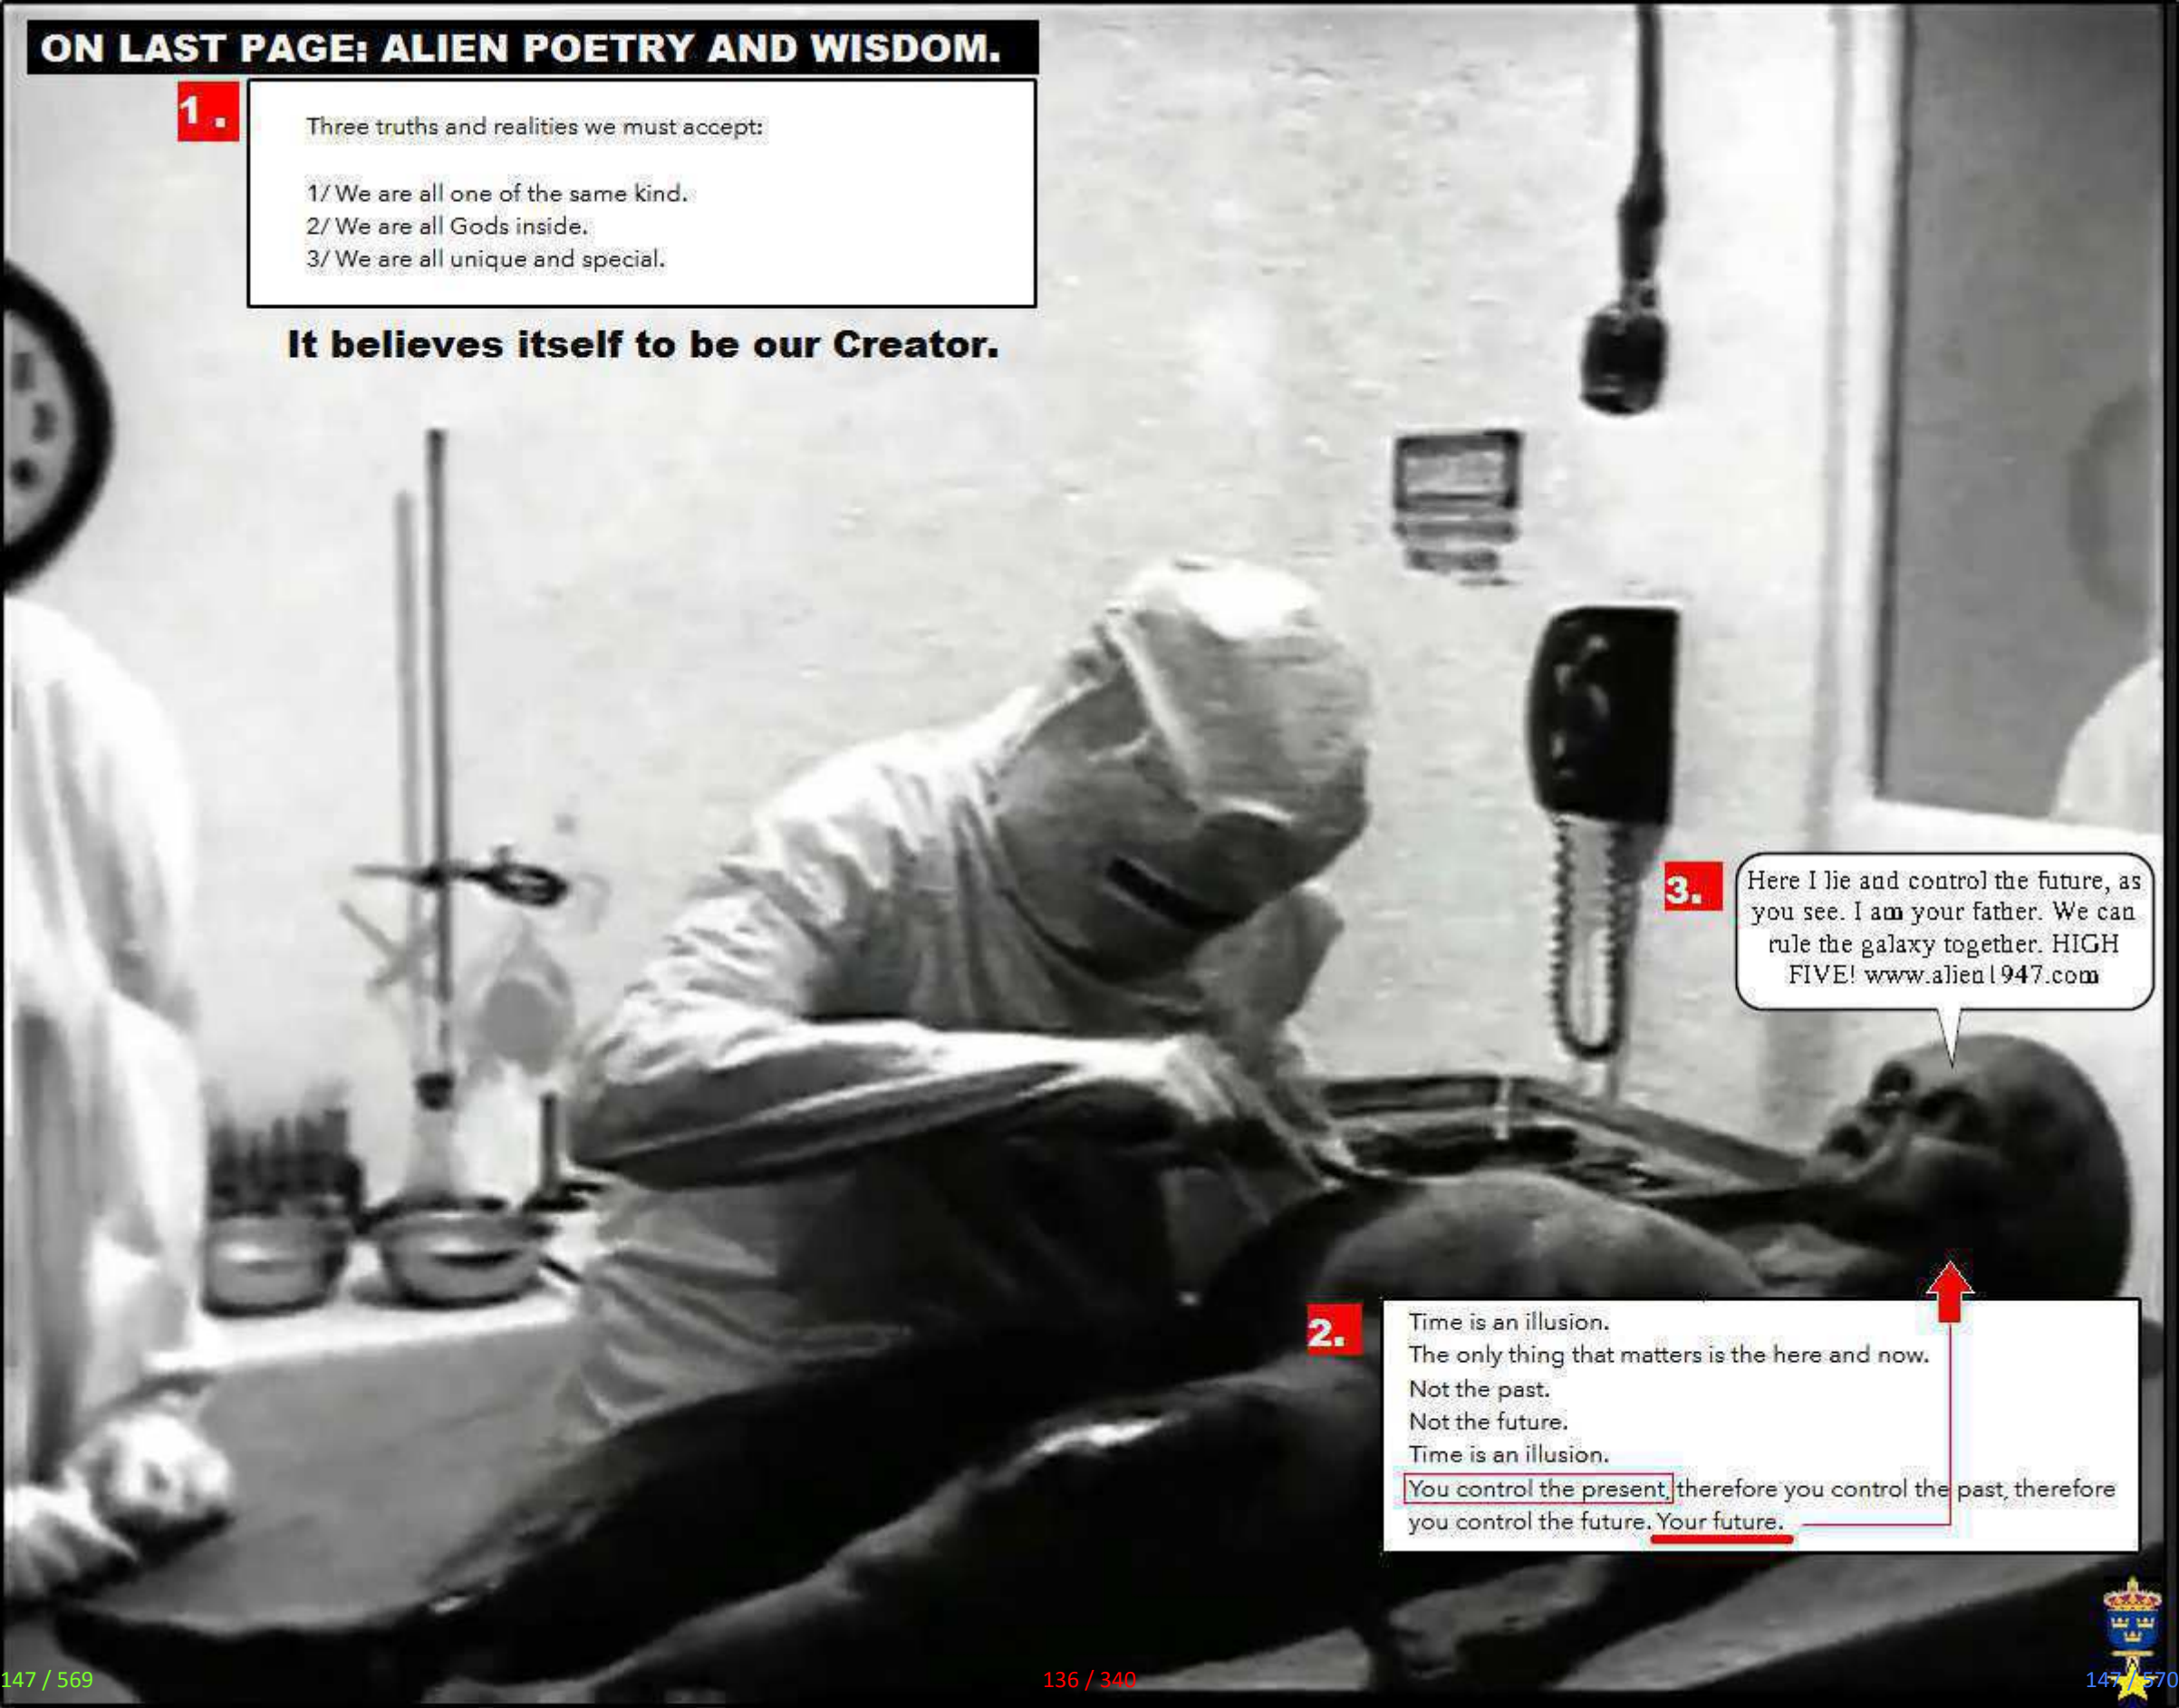 ON LAST PAGE: ALIEN POETRY AND WISDOM.
1.
Three truths and realities we must accept:
1/ We are all one of the same kind.
2/ We are all Gods inside.
3/ We are all unique and special.
It believes itself to be our Creator.
3.
Here I lie and control the future, as
you see. I am your father. We can
rule the galaxy together. HIGH
FIVE! www.alien1947.com
2.
Time is an illusion.
The only thing that matters is the here and now.
Not the past.
Not the future.
Time is an illusion.
You control the present, therefore you control the past, therefore
you control the future. Your future.
147 / 569
136 / 340
147 / 570